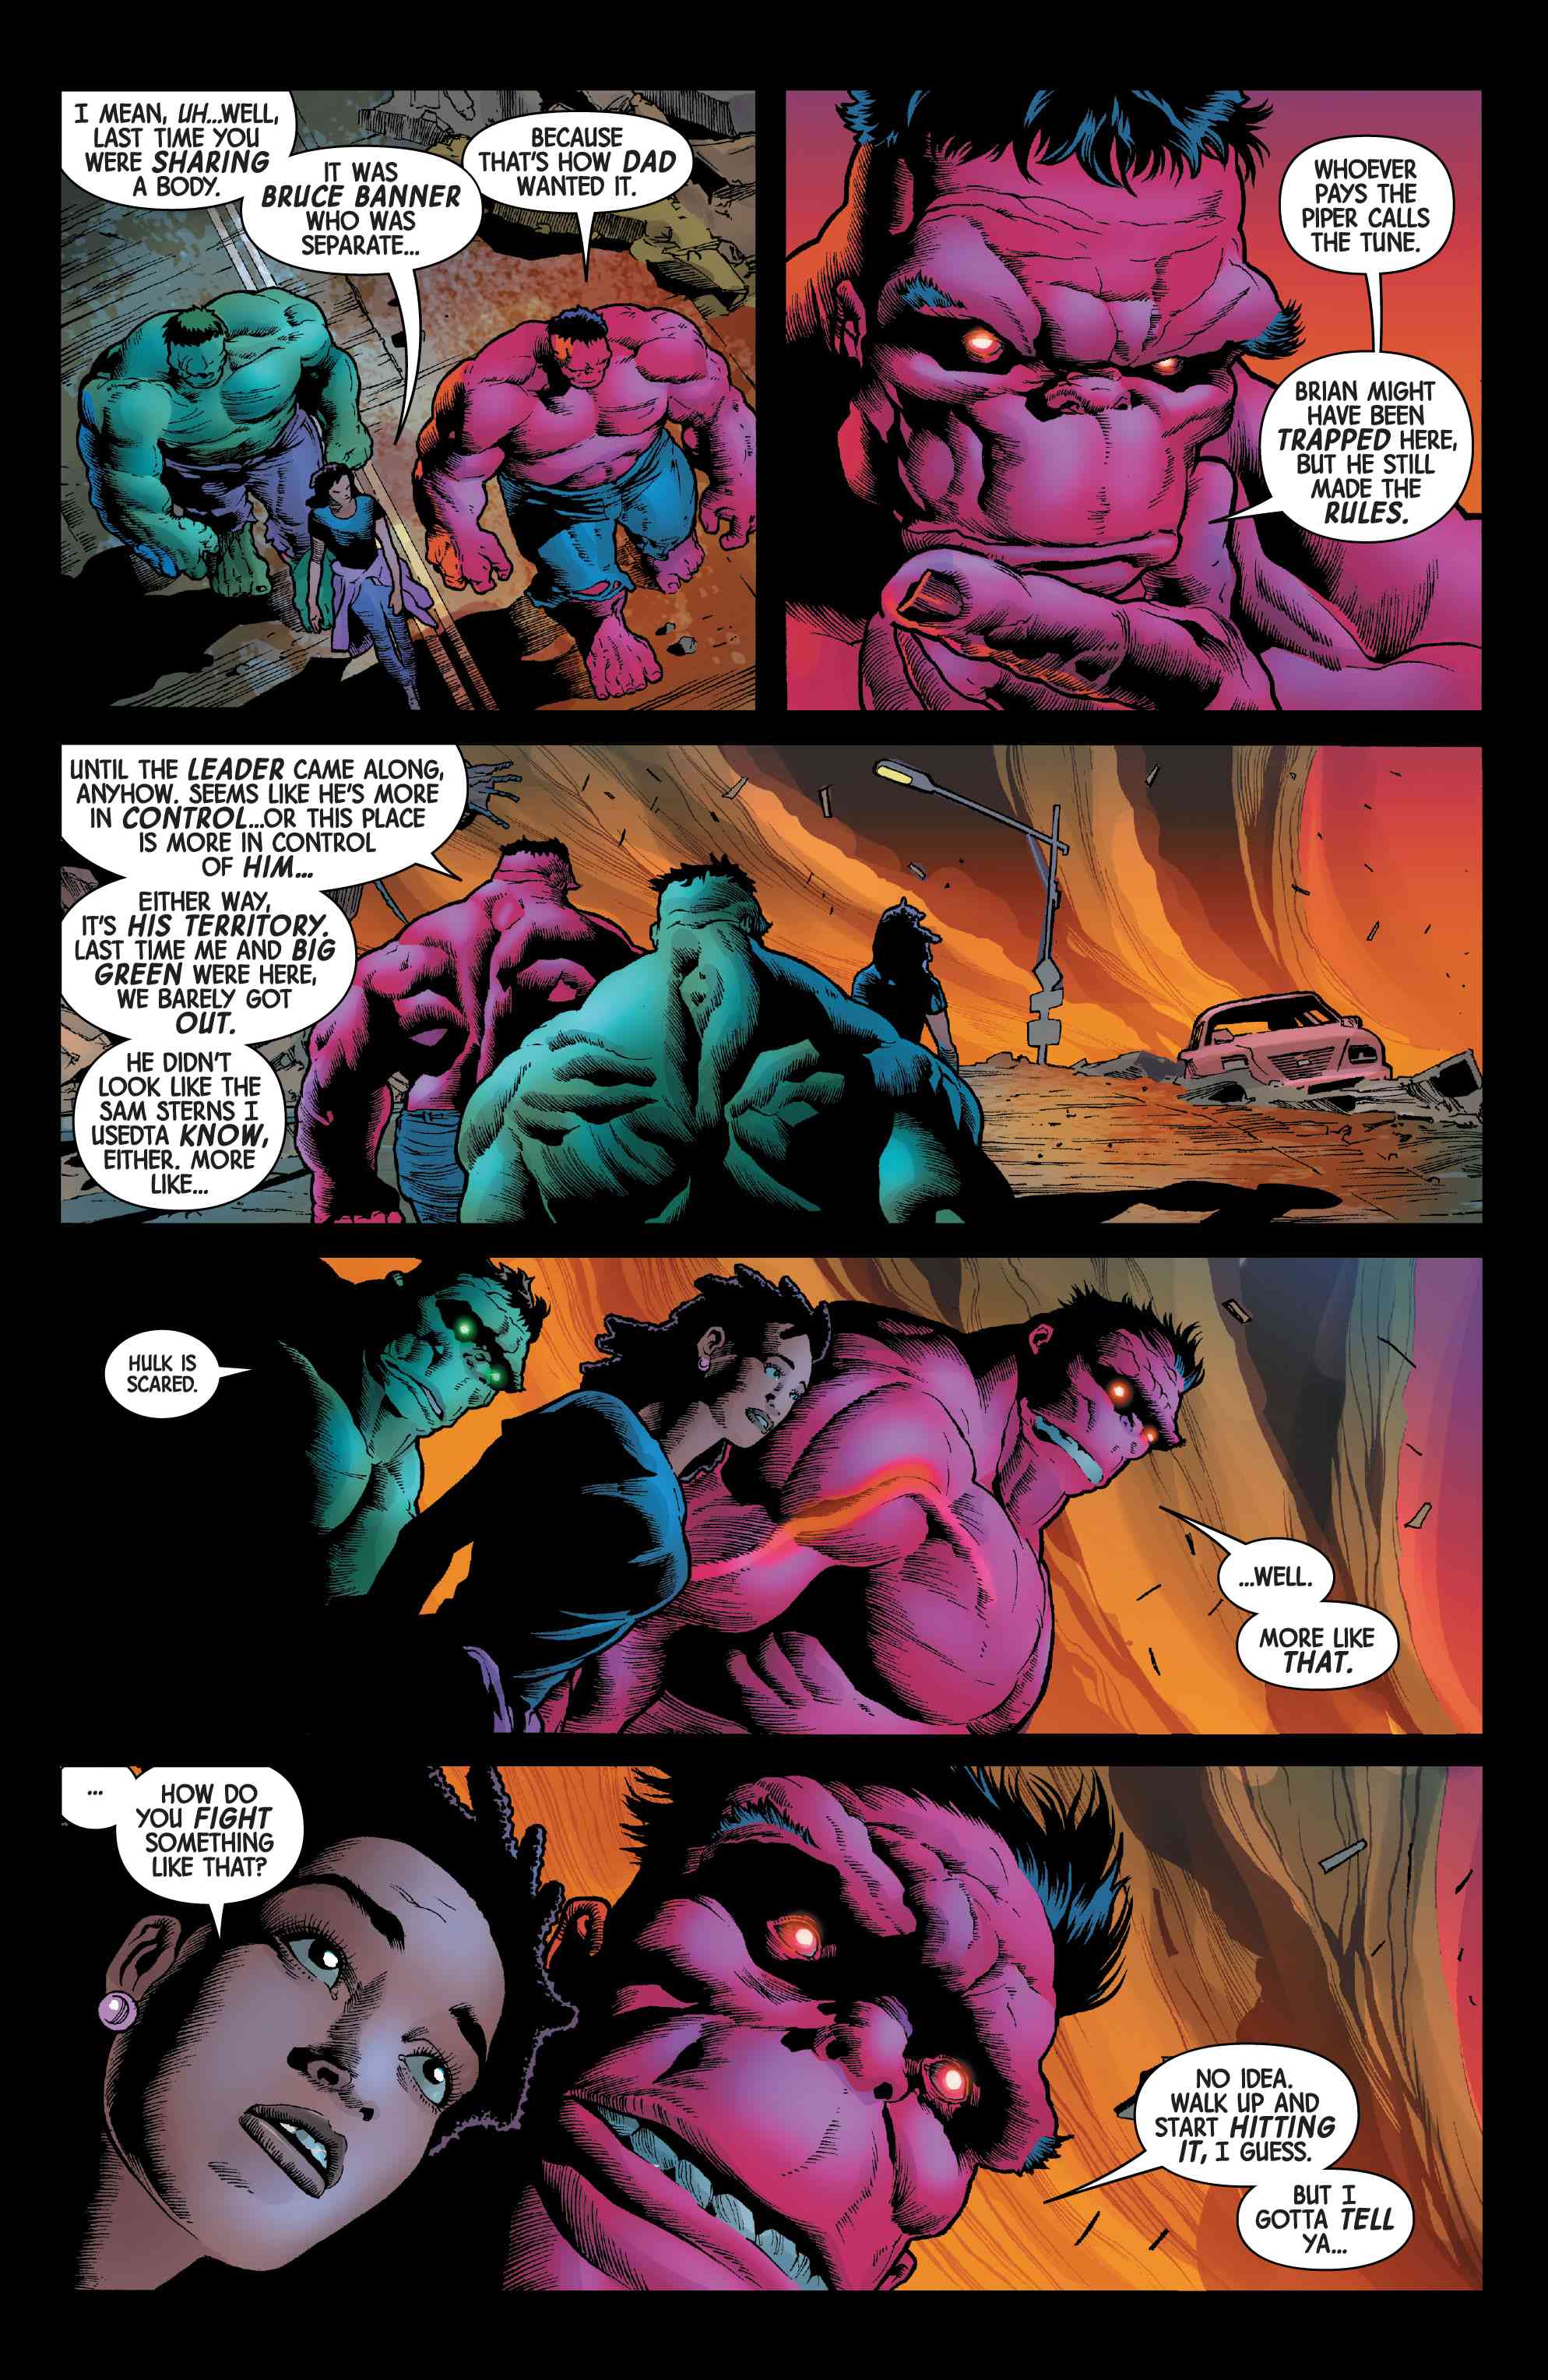 I MEAN, UH...WELL,
LAST TIME YOU
WERE SHARING
A BODY.
IT WAS
BRUCE BANNER
WHO WAS
SEPARATE...
BECAUSE
THAT'S HOW DAD
WANTED IT.
WHOEVER
PAYS THE
PIPER CALLS
THE TUNE.
BRIAN MIGHT
HAVE BEEN
TRAPPED HERE,
BUT HE STILL
MADE THE
RULES.
UNTIL THE LEADER CAME ALONG,
ANYHOW. SEEMS LIKE HE'S MORE
IN CONTROL...OR THIS PLACE
IS MORE IN CONTROL
OF HIM...
EITHER WAY,
IT'S HIS TERRITORY.
LAST TIME ME AND BIG
GREEN WERE HERE,
WE BARELY GOT
OUT.
HE DIDN'T
LOOK LIKE THE
SAM STERNS I
USEDTA KNOW,
EITHER. MORE
LIKE...
HULK IS
SCARED.
...WELL.
MORE LIKE
THAT.
...
HOW DO
YOU FIGHT
SOMETHING
LIKE THAT?
NO IDEA.
WALK UP AND
START HITTING
IT, I GUESS.
BUT I
GOTTA TELL
YA...